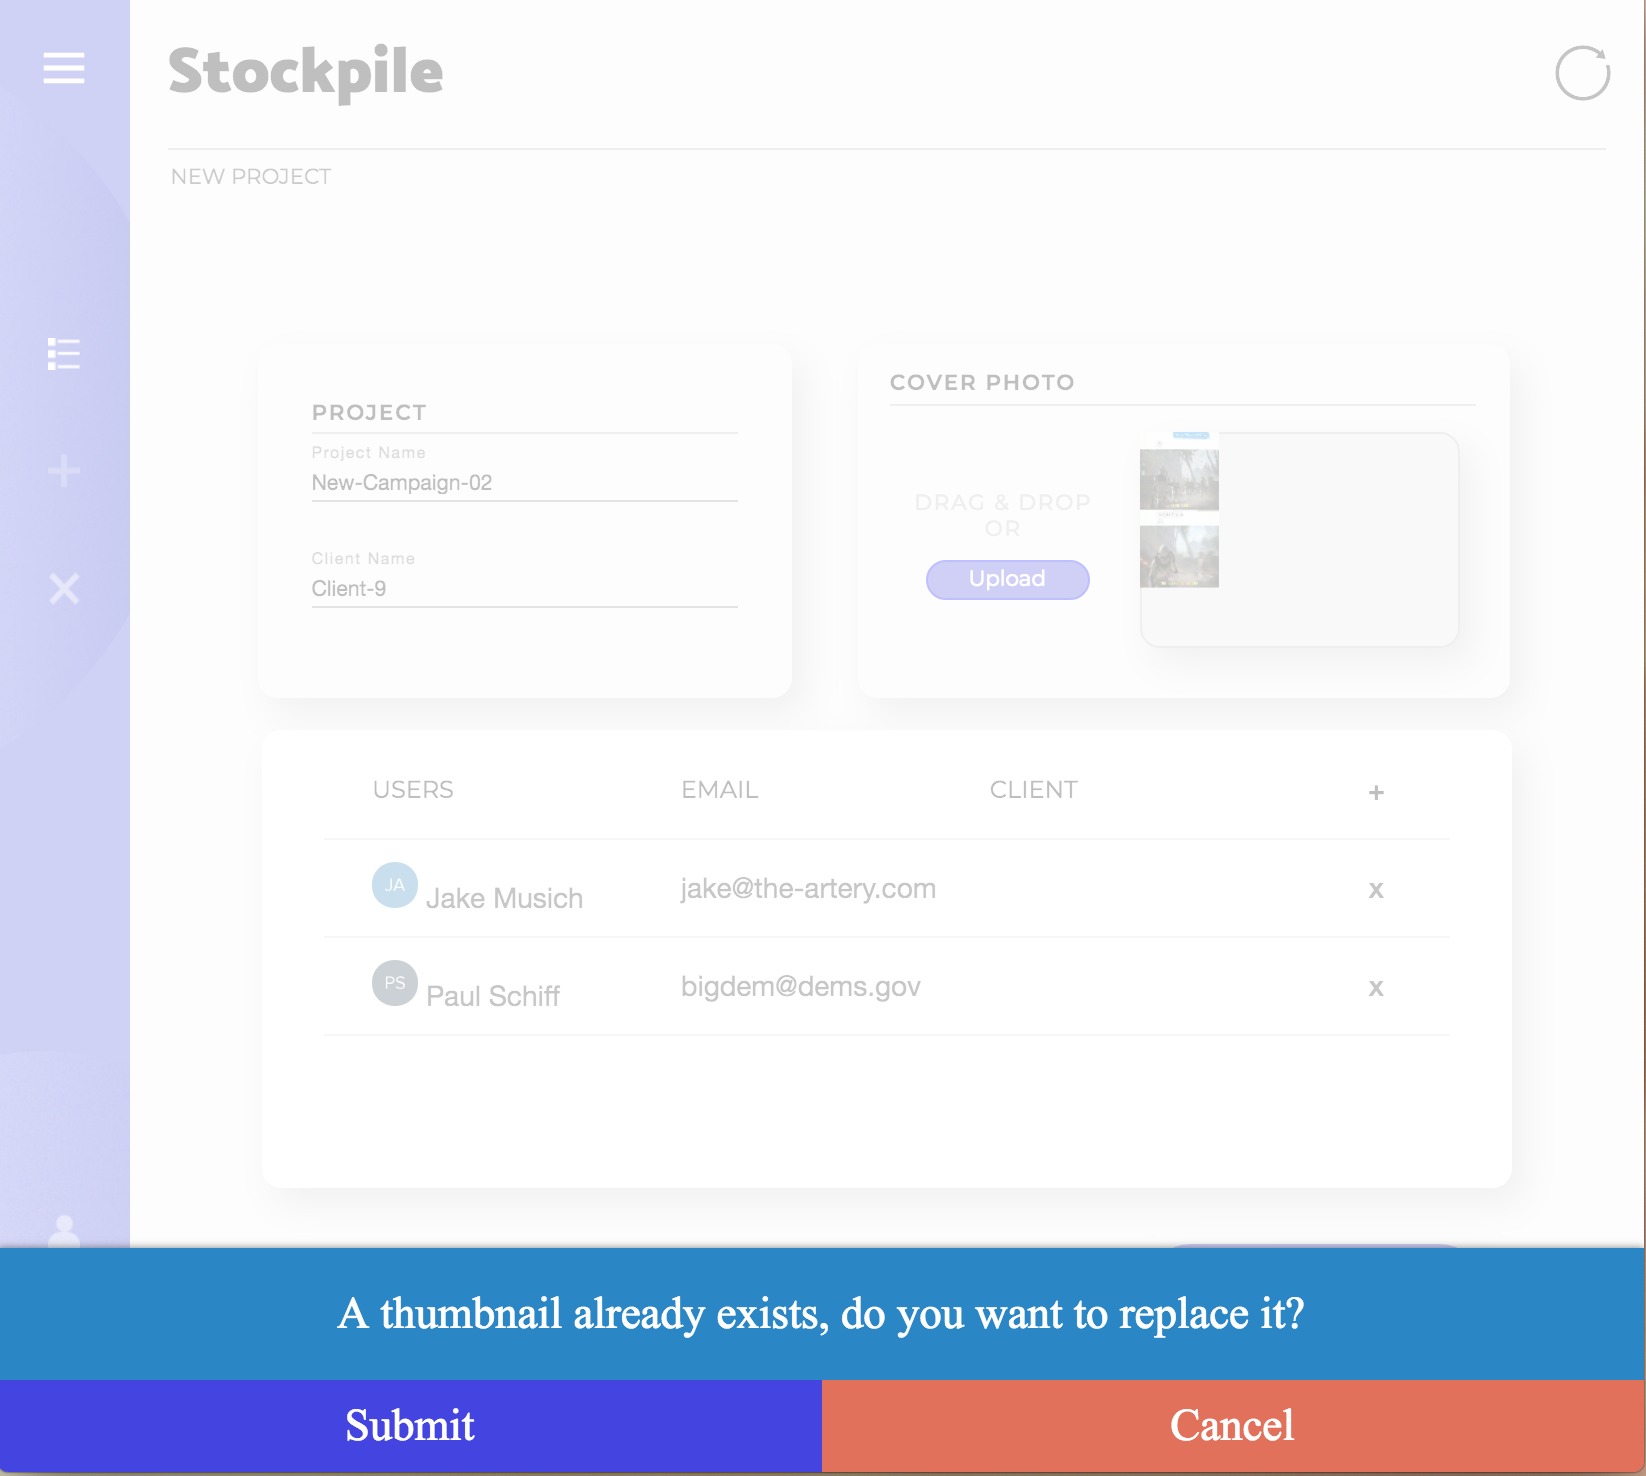 Stockpile
NEW PROJECT
PROJECT
Project Name
New-Campaign-02
Client Name
Client-9
COVER PHOTO
DRAG & DROP
OR
Upload
USERS EMAIL CLIENT +
JA Jake Musich jake@the-artery.com x
PS Paul Schiff bigdem@dems.gov x
A thumbnail already exists, do you want to replace it?
Submit Cancel